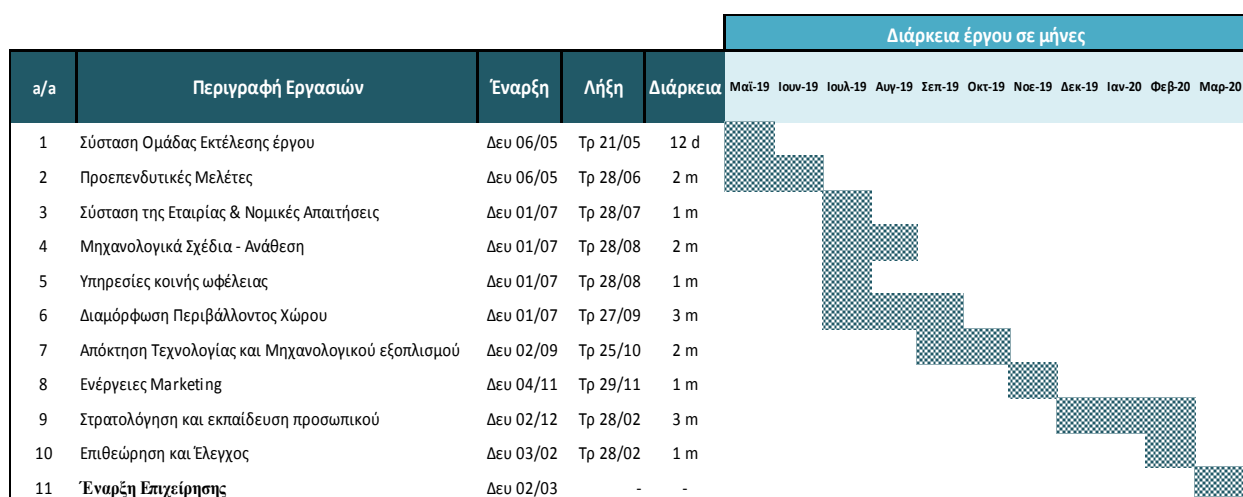 Διάρκεια έργου σε μήνες
α/α Περιγραφή Εργασιών Έναρξη Λήξη Διάρκεια Μαϊ-19 Ιουν-19 Ιουλ-19 Αυγ-19 Σεπ-19 Οκτ-19 Νοε-19 Δεκ-19 Ιαν-20 Φεβ-20 Μαρ-20
1 Σύσταση Ομάδας Εκτέλεσης έργου Δευ 06/05 Τρ 21/05 12 d
2 Προεπενδυτικές Μελέτες Δευ 06/05 Τρ 28/06 2 m
3 Σύσταση της Εταιρίας & Νομικές Απαιτήσεις Δευ 01/07 Τρ 28/07 1 m
4 Μηχανολογικά Σχέδια - Ανάθεση Δευ 01/07 Τρ 28/08 2 m
5 Υπηρεσίες κοινής ωφέλειας Δευ 01/07 Τρ 28/08 1 m
6 Διαμόρφωση Περιβάλλοντος Χώρου Δευ 01/07 Τρ 27/09 3 m
7 Απόκτηση Τεχνολογίας και Μηχανολογικού εξοπλισμού Δευ 02/09 Τρ 25/10 2 m
8 Ενέργειες Marketing Δευ 04/11 Τρ 29/11 1 m
9 Στρατολόγηση και εκπαίδευση προσωπικού Δευ 02/12 Τρ 28/02 3 m
10 Επιθεώρηση και Έλεγχος Δευ 03/02 Τρ 28/02 1 m
11 Έναρξη Επιχείρησης Δευ 02/03 - -